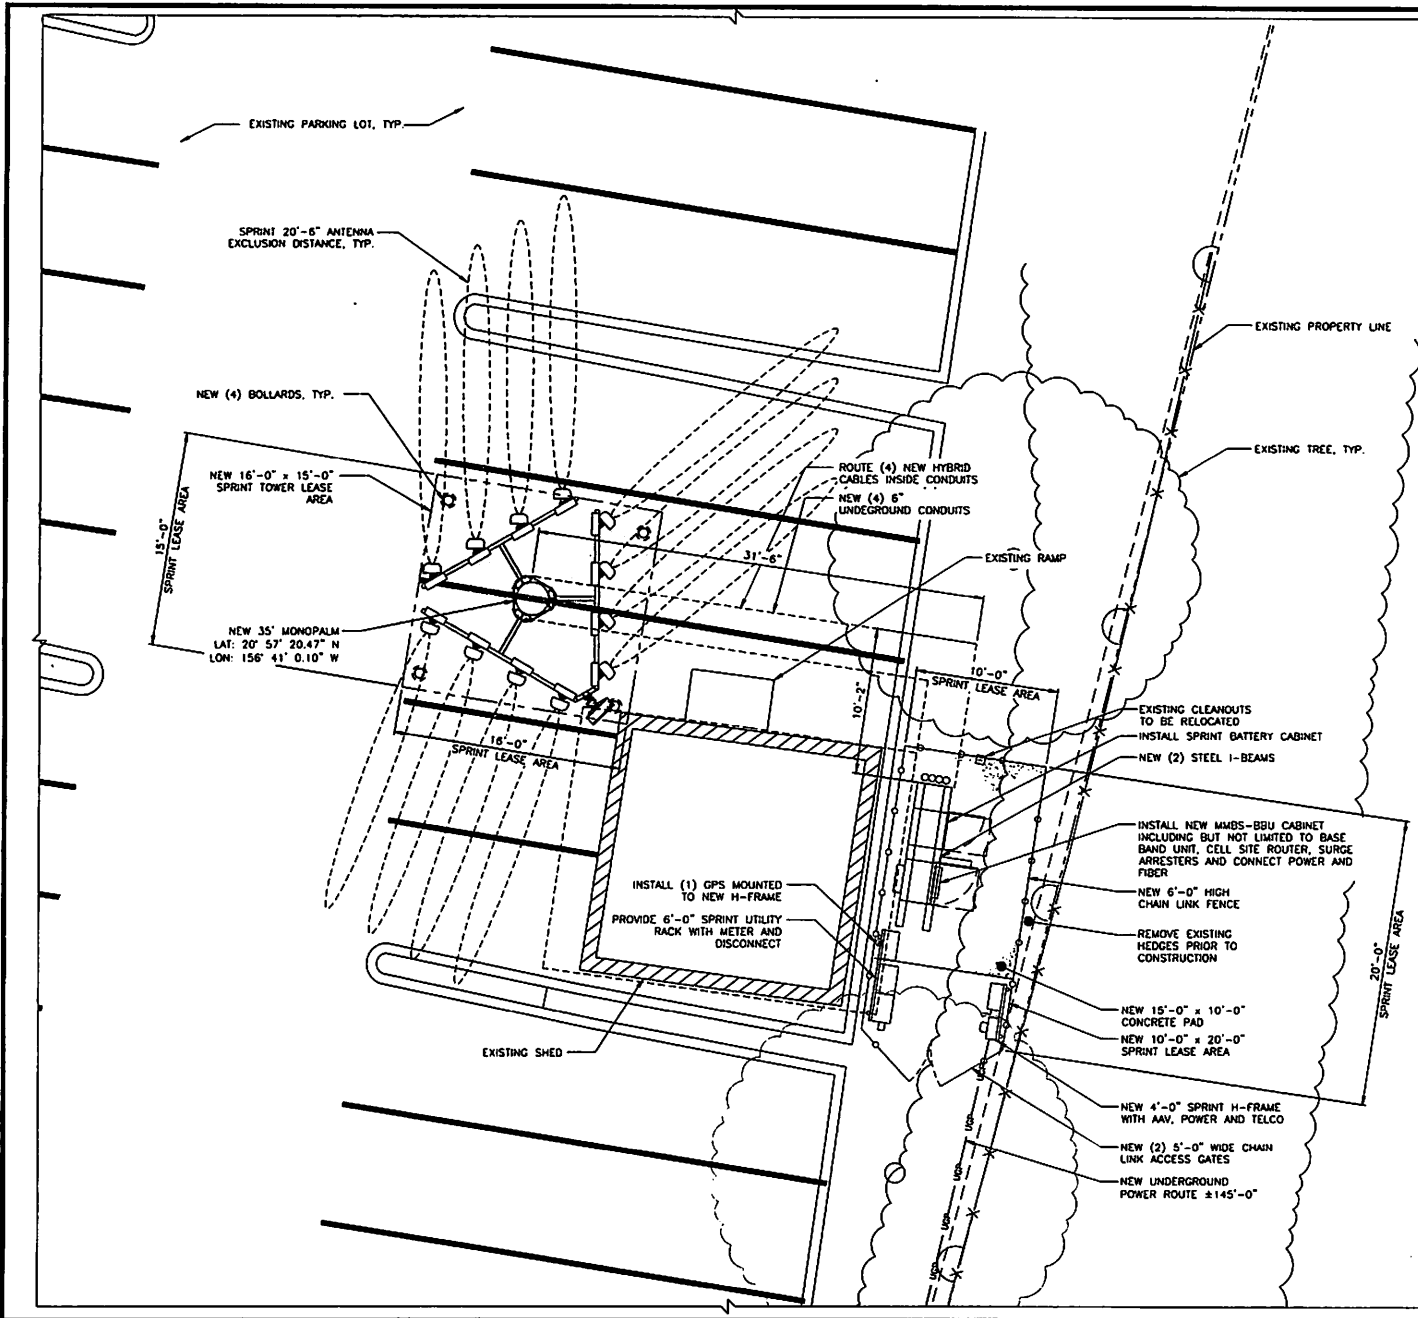 EXISTING PARKING LOT, TYP.
SPRINT 20'-6" ANTENNA
EXCLUSION DISTANCE, TYP.
EXISTING PROPERTY LINE
NEW (4) BOLLARDS, TYP.
EXISTING TREE, TYP.
NEW 16'-0" x 15'-0"
SPRINT TOWER LEASE
AREA
ROUTE (4) NEW HYBRID
CABLES INSIDE CONDUITS
NEW (4) 6"
UNDEGROUND CONDUITS
15'-0"
SPRINT LEASE AREA
31'-6"
EXISTING RAMP
NEW 35' MONOPALM
LAT: 20° 57' 20.47" N
LON: 156° 41' 0.10" W
10'-0"
SPRINT LEASE AREA
10'-2"
16'-0"
SPRINT LEASE AREA
EXISTING CLEANOUTS
TO BE RELOCATED
INSTALL SPRINT BATTERY CABINET
NEW (2) STEEL I-BEAMS
INSTALL NEW MMBS-BBU CABINET
INCLUDING BUT NOT LIMITED TO BASE
BAND UNIT, CELL SITE ROUTER, SURGE
ARRESTERS AND CONNECT POWER AND
FIBER
INSTALL (1) GPS MOUNTED
TO NEW H-FRAME
NEW 6'-0" HIGH
CHAIN LINK FENCE
PROVIDE 6'-0" SPRINT UTILITY
RACK WITH METER AND
DISCONNECT
REMOVE EXISTING
HEDGES PRIOR TO
CONSTRUCTION
20'-0"
SPRINT LEASE AREA
NEW 15'-0" x 10'-0"
CONCRETE PAD
NEW 10'-0" x 20'-0"
SPRINT LEASE AREA
EXISTING SHED
NEW 4'-0" SPRINT H-FRAME
WITH AAV, POWER AND TELCO
NEW (2) 5'-0" WIDE CHAIN
LINK ACCESS GATES
NEW UNDERGROUND
POWER ROUTE ±145'-0"
UGP
UGP
UGP
UGP
UGP